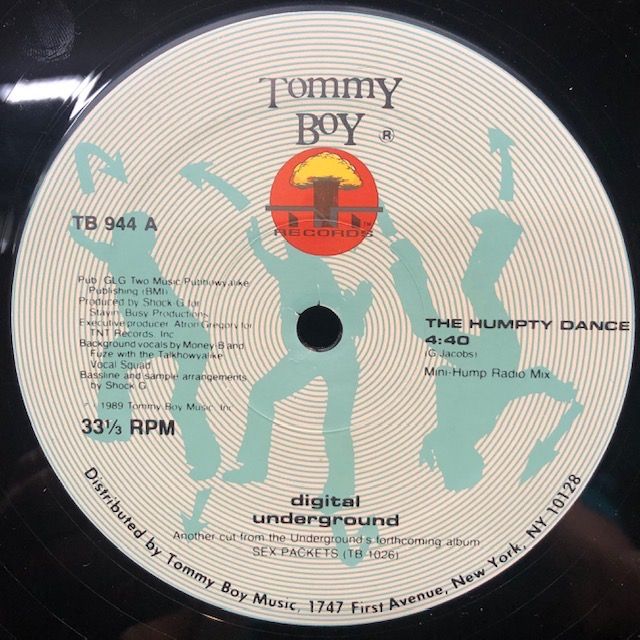 Tommy
Boy ®
TNT
RECORDS
TB 944 A
Pub. GLG Two Music/Pubhowyalike
Publishing (BMI)
Produced by Shock-G for
Stayin' Busy Productions
Executive producer, Atron Gregory for
TNT Records, Inc
Background vocals by Money-B and
Fuze with the Talkhowyalike
Vocal Squad.
Bassline and sample arrangements
by Shock G.
© 1989 Tommy Boy Music, Inc.
33⅓ RPM
THE HUMPTY DANCE
4:40
(G Jacobs)
Mini-Hump Radio Mix
digital
underground
Another cut from the Underground's forthcoming album
SEX PACKETS (TB 1026)
Distributed by Tommy Boy Music, 1747 First Avenue, New York, NY 10128